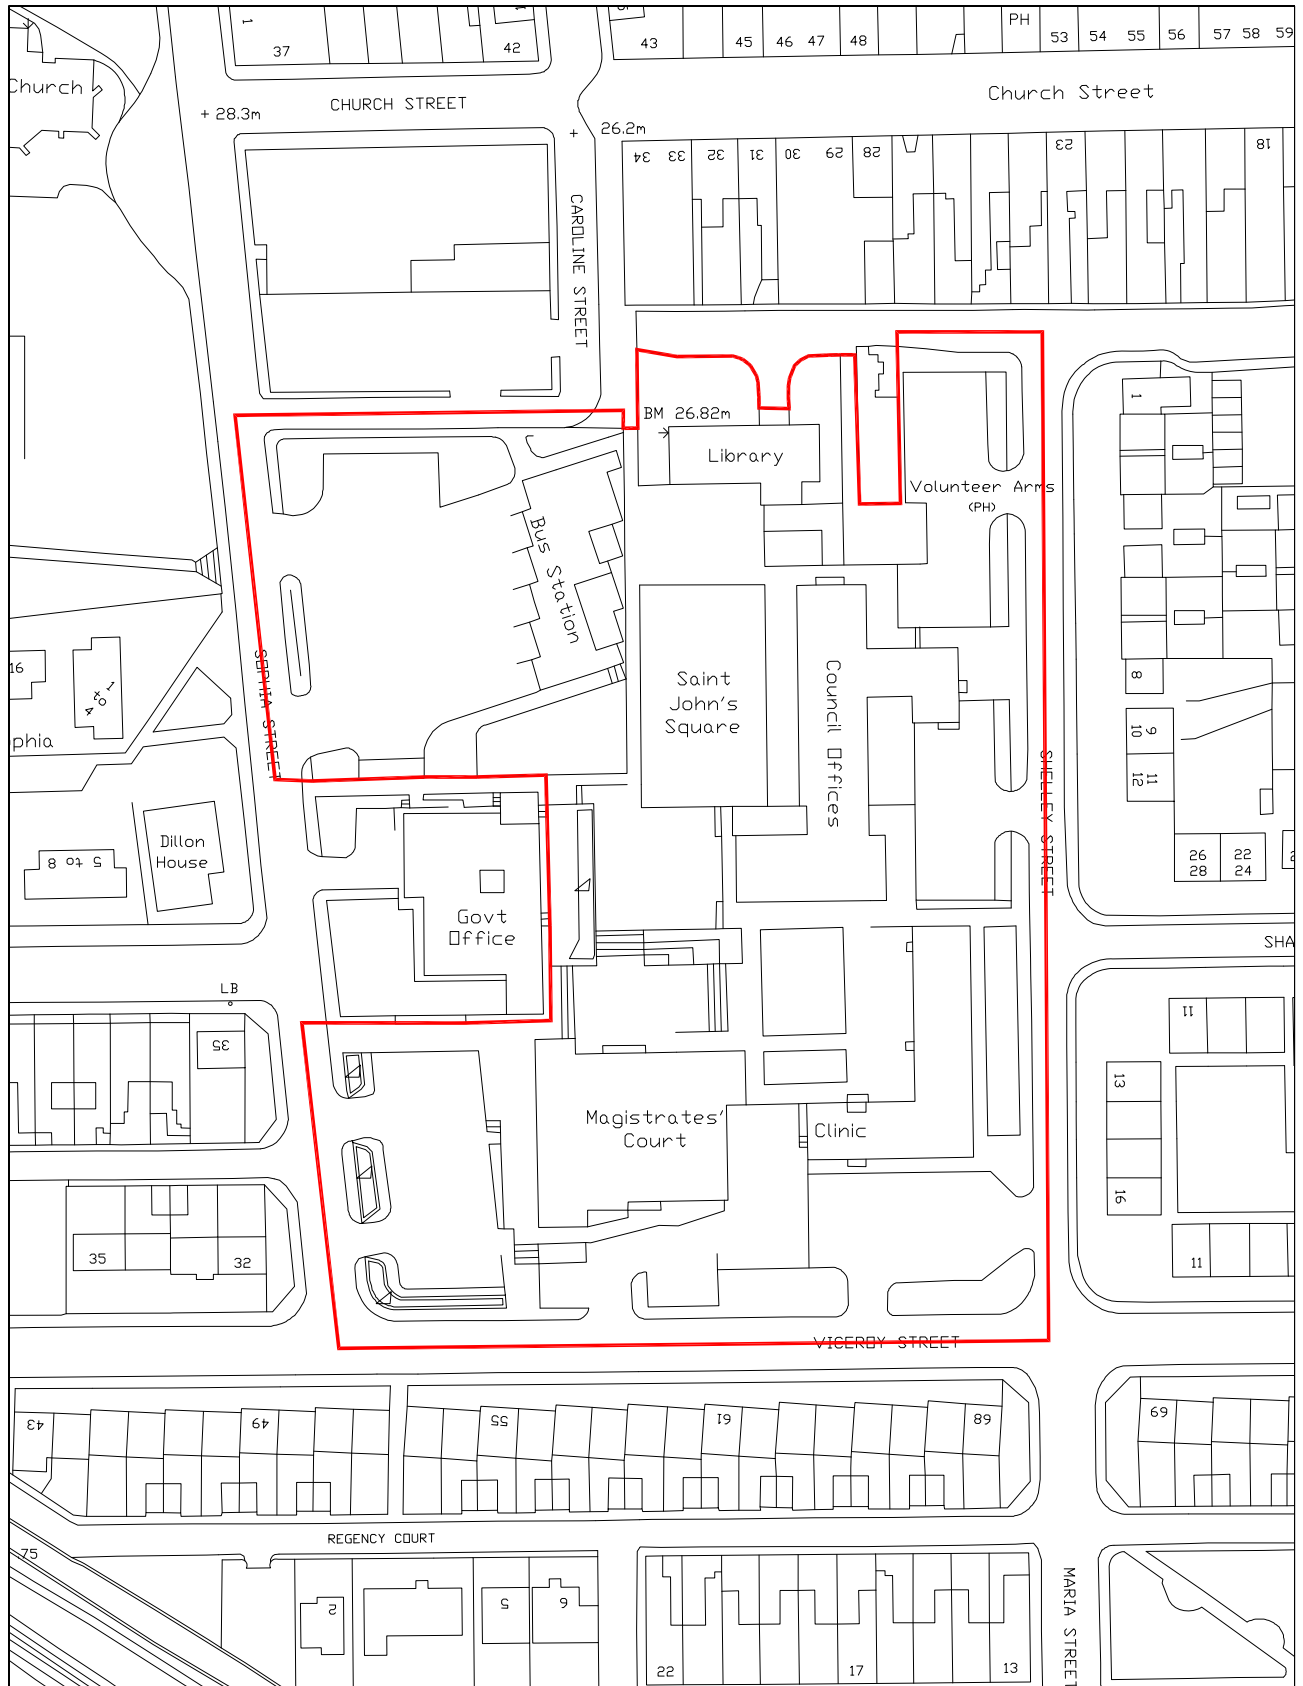 1
37
42
43
45
46
47
48
PH
53
54
55
56
57
58
59
Church
+ 28.3m
CHURCH STREET
+ 26.2m
Church Street
34
33
32
31
30
29
28
23
18
CAROLINE STREET
BM 26.82m
Library
Volunteer Arms
(PH)
1
Bus Station
16
1 to 4
phia
SOPHIA STREET
Saint
John's
Square
Council Offices
SHELLEY STREET
8
9
10
11
12
Dillon
House
5 to 8
26
28
22
24
Govt
Office
SHA
LB
35
11
13
16
11
Magistrates'
Court
Clinic
35
32
VICEROY STREET
43
49
55
61
68
69
REGENCY COURT
75
2
5
6
22
17
13
MARIA STREET